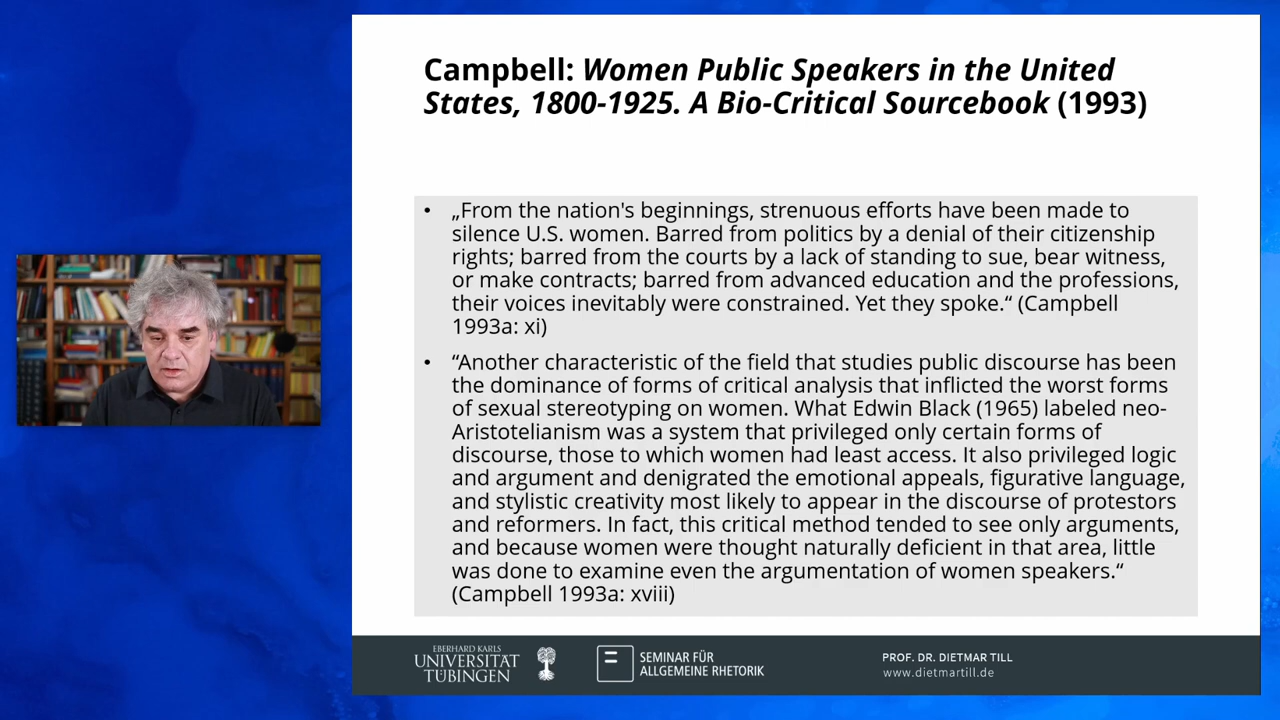 Campbell: Women Public Speakers in the United
States, 1800-1925. A Bio-Critical Sourcebook (1993)
• „From the nation's beginnings, strenuous efforts have been made to
silence U.S. women. Barred from politics by a denial of their citizenship
rights; barred from the courts by a lack of standing to sue, bear witness,
or make contracts; barred from advanced education and the professions,
their voices inevitably were constrained. Yet they spoke.“ (Campbell
1993a: xi)
• “Another characteristic of the field that studies public discourse has been
the dominance of forms of critical analysis that inflicted the worst forms
of sexual stereotyping on women. What Edwin Black (1965) labeled neo-
Aristotelianism was a system that privileged only certain forms of
discourse, those to which women had least access. It also privileged logic
and argument and denigrated the emotional appeals, figurative language,
and stylistic creativity most likely to appear in the discourse of protestors
and reformers. In fact, this critical method tended to see only arguments,
and because women were thought naturally deficient in that area, little
was done to examine even the argumentation of women speakers.“
(Campbell 1993a: xviii)
EBERHARD KARLS
UNIVERSITÄT
TÜBINGEN
SEMINAR FÜR
ALLGEMEINE RHETORIK
PROF. DR. DIETMAR TILL
www.dietmartill.de